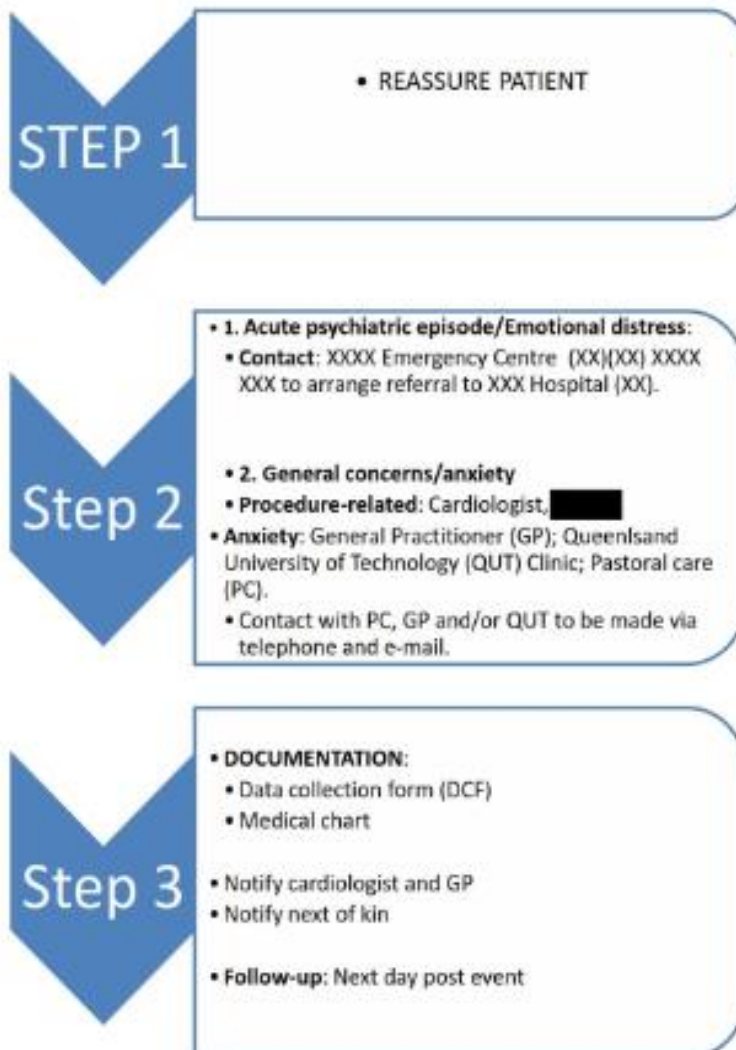 STEP 1
• REASSURE PATIENT
Step 2
• 1. Acute psychiatric episode/Emotional distress:
• Contact: XXXX Emergency Centre (XX)(XX) XXXX
XXX to arrange referral to XXX Hospital (XX).
• 2. General concerns/anxiety
• Procedure-related: Cardiologist,
• Anxiety: General Practitioner (GP); Queenlsand
University of Technology (QUT) Clinic; Pastoral care
(PC).
• Contact with PC, GP and/or QUT to be made via
telephone and e-mail.
Step 3
• DOCUMENTATION:
• Data collection form (DCF)
• Medical chart
• Notify cardiologist and GP
• Notify next of kin
• Follow-up: Next day post event